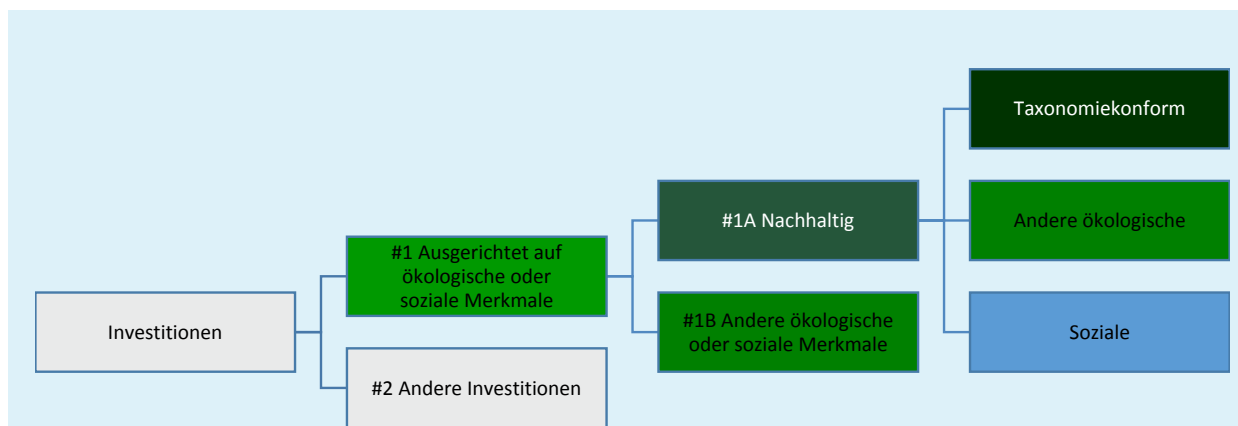 Taxonomiekonform
#1A Nachhaltig
Andere ökologische
#1 Ausgerichtet auf
ökologische oder
soziale Merkmale
Investitionen
#1B Andere ökologische
oder soziale Merkmale
Soziale
#2 Andere Investitionen